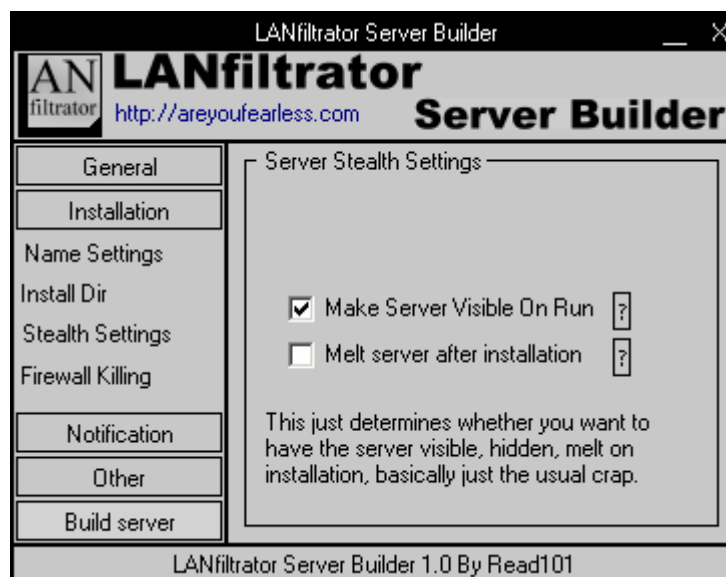 LANfiltrator Server Builder
AN
filtrator
LANfiltrator
http://areyoufearless.com
Server Builder
General
Installation
Name Settings
Install Dir
Stealth Settings
Firewall Killing
Notification
Other
Build server
Server Stealth Settings
Make Server Visible On Run ?
Melt server after installation ?
This just determines whether you want to
have the server visible, hidden, melt on
installation, basically just the usual crap.
LANfiltrator Server Builder 1.0 By Read101